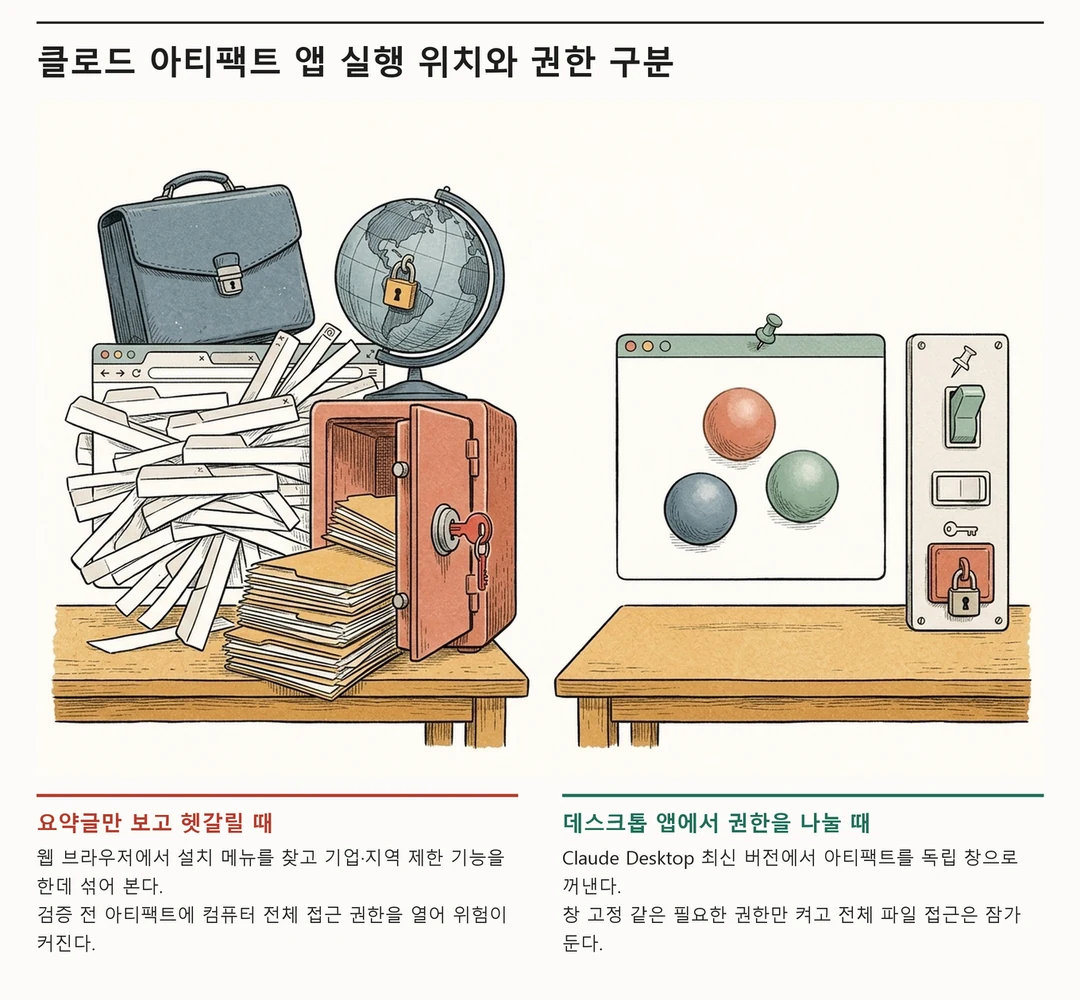 클로드 아티팩트 앱 실행 위치와 권한 구분
요약글만 보고 헷갈릴 때
웹 브라우저에서 설치 메뉴를 찾고 기업·지역 제한 기능을
한데 섞어 본다.
검증 전 아티팩트에 컴퓨터 전체 접근 권한을 열어 위험이
커진다.
데스크톱 앱에서 권한을 나눌 때
Claude Desktop 최신 버전에서 아티팩트를 독립 창으로
꺼낸다.
창 고정 같은 필요한 권한만 켜고 전체 파일 접근은 잠가
둔다.